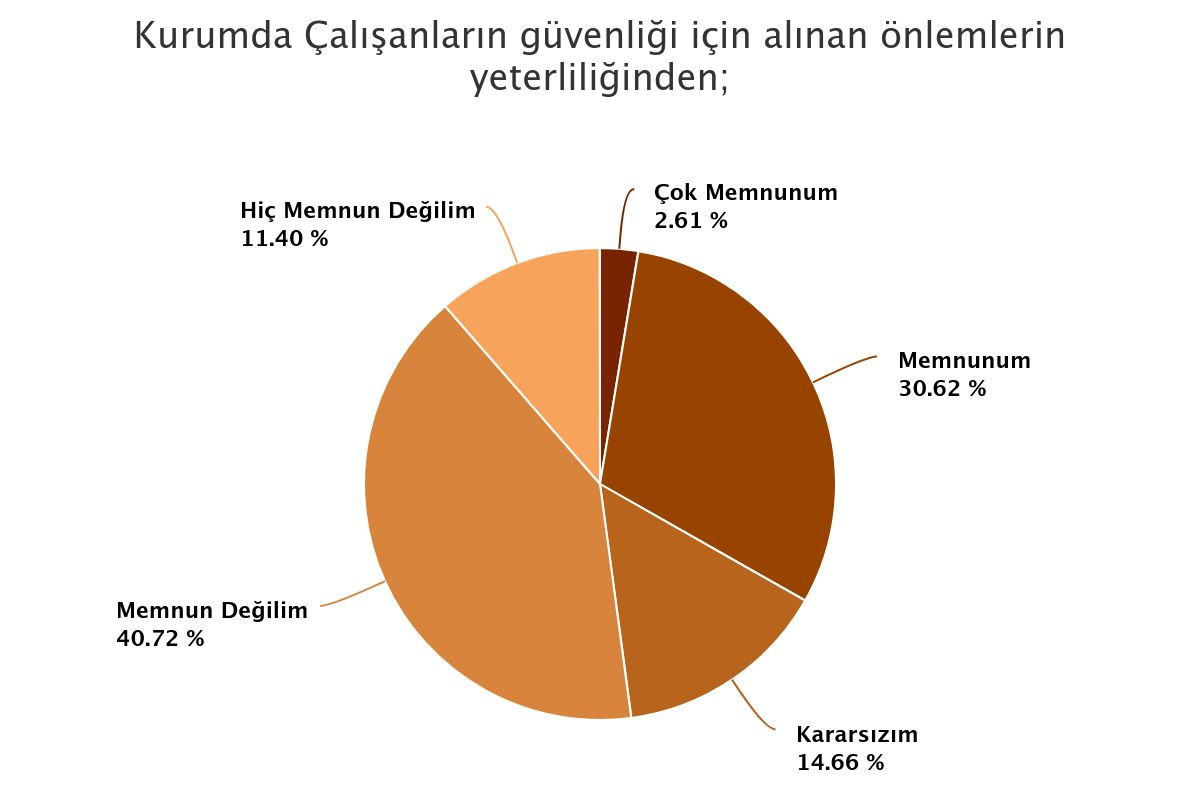 Kurumda Çalışanların güvenliği için alınan önlemlerin
yeterliliğinden;
Çok Memnunum
2.61 %
Memnunum
30.62 %
Kararsızım
14.66 %
Memnun Değilim
40.72 %
Hiç Memnun Değilim
11.40 %